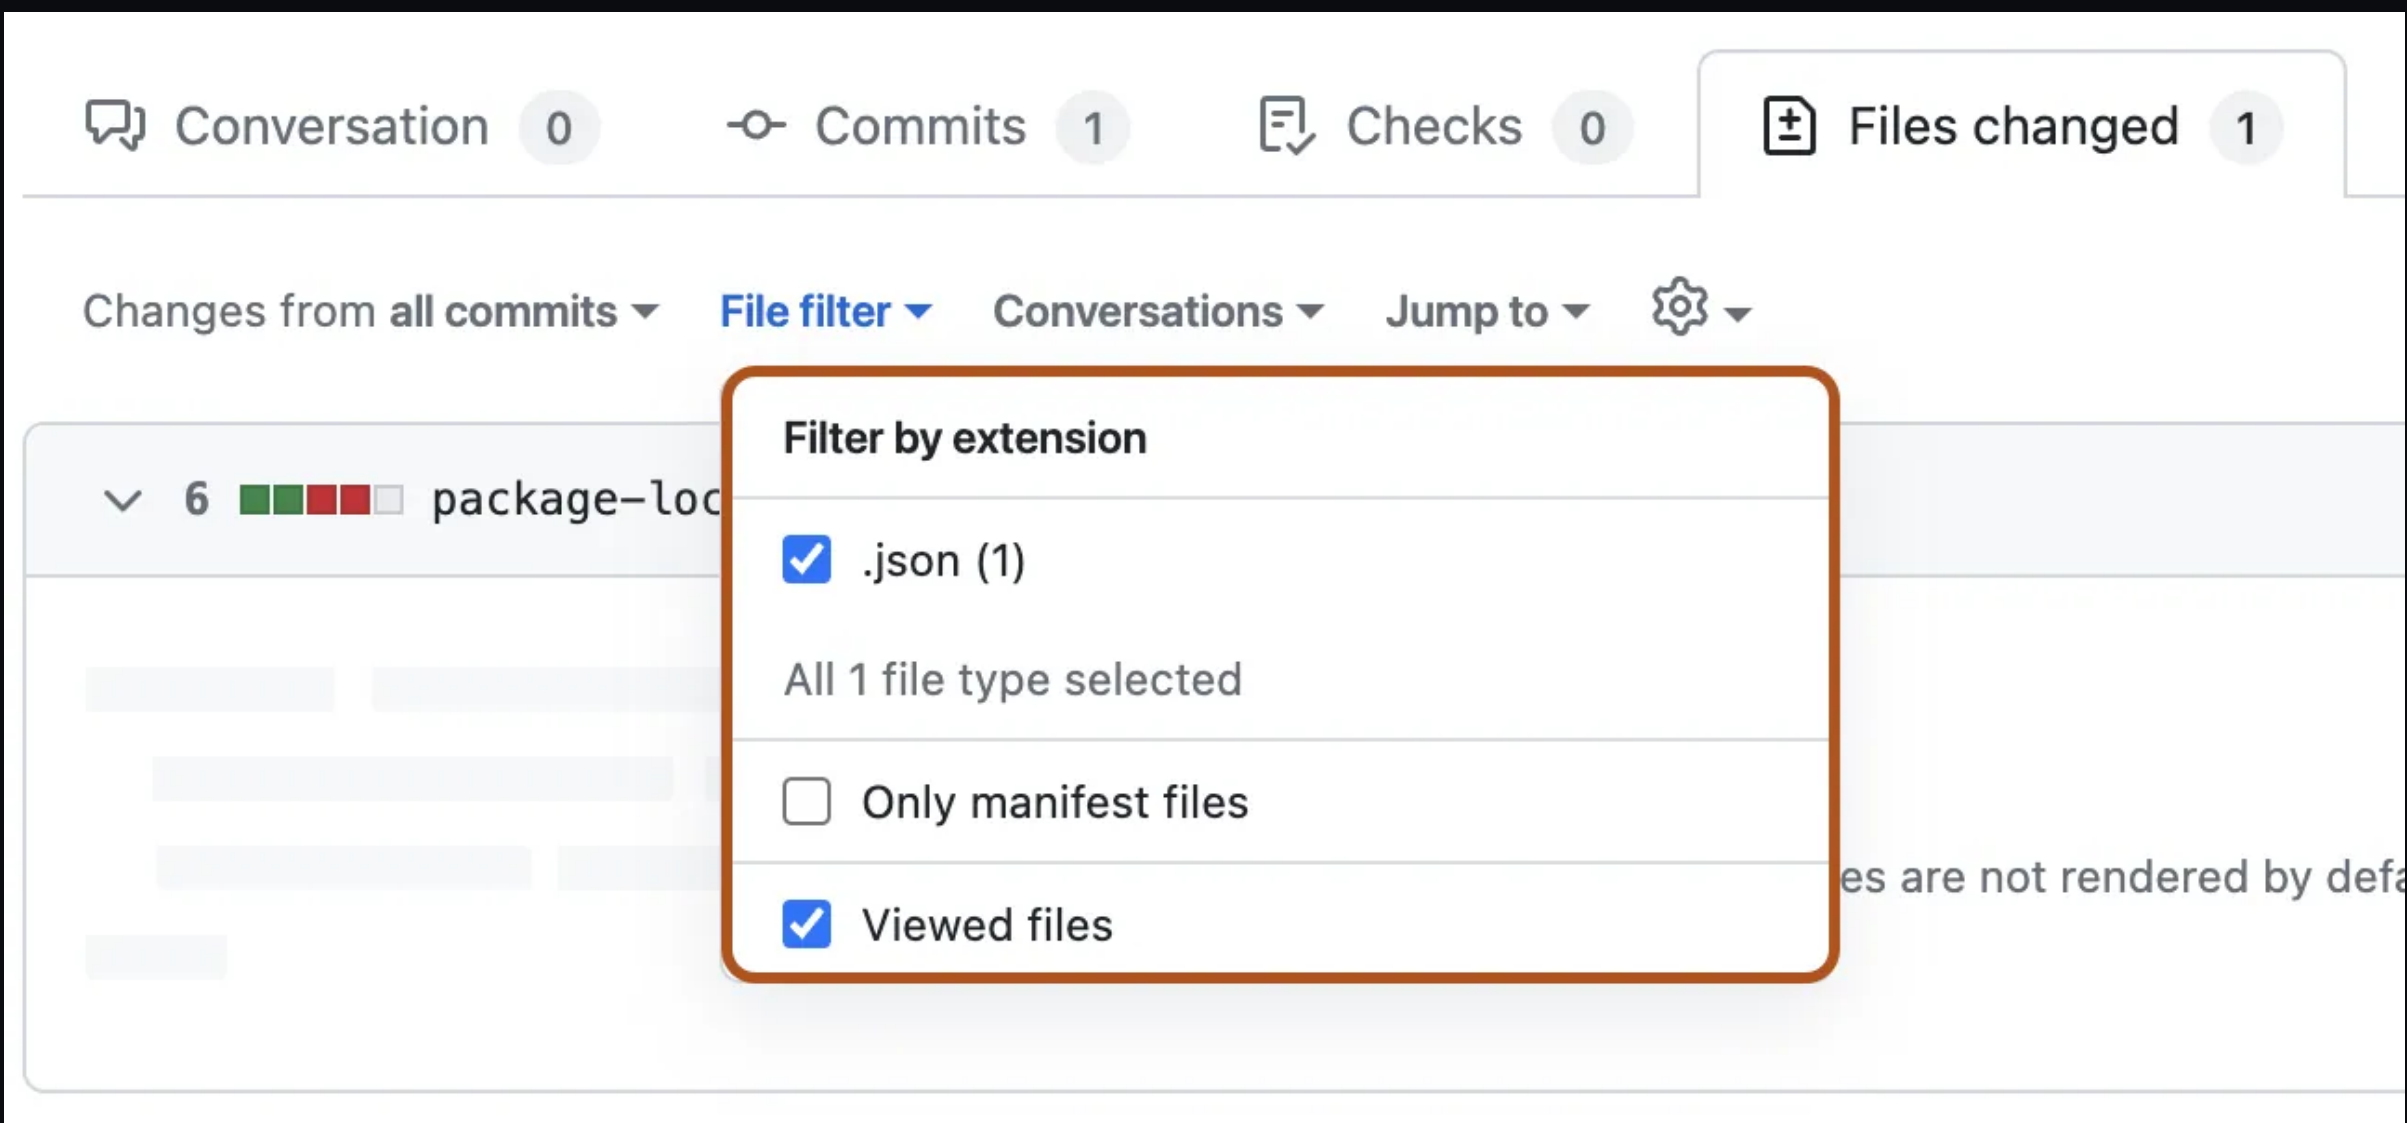 Conversation 0 Commits 1 Checks 0 Files changed 1
Changes from all commits File filter Conversations Jump to
Filter by extension
6 package-loc
.json (1)
All 1 file type selected
Only manifest files
es are not rendered by defa
Viewed files